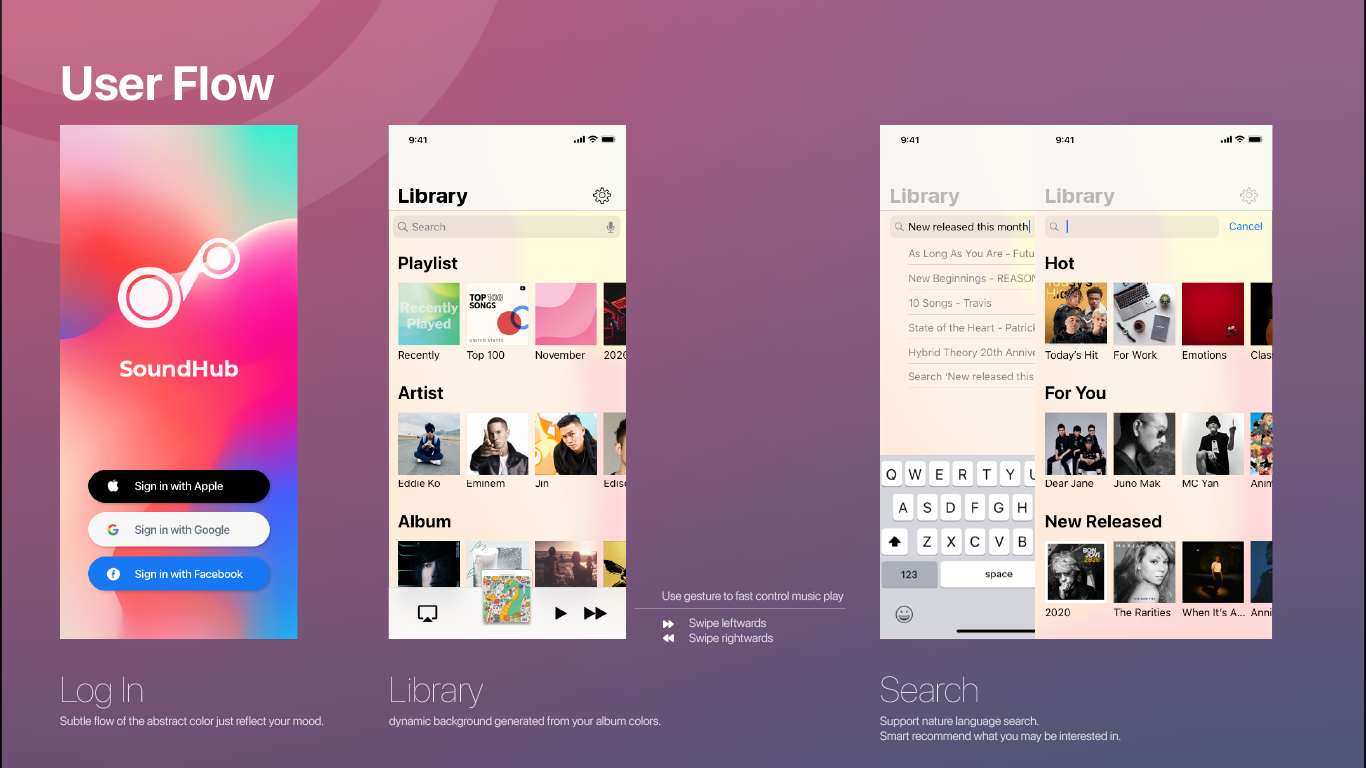 User Flow
SoundHub
Sign in with Apple
Sign in with Google
Sign in with Facebook
Log In
Subtle flow of the abstract color just reflect your mood.
9:41
Library
Search
Playlist
Recently
Played
TOP 100
SONGS
UNITED STATES
Recently
Top 100
November
2020
Artist
Eddie Ko
Eminem
Jin
Edis
Album
Library
dynamic background generated from your album colors.
Use gesture to fast control music play
Swipe leftwards
Swipe rightwards
9:41
Library
New released this month
As Long As You Are - Futu
New Beginnings - REASON
10 Songs - Travis
State of the Heart - Patrick
Hybrid Theory 20th Annive
Search ‘New released this
Q W E R T Y U
A S D F G H
Z X C V B
123
space
9:41
Library
Cancel
Hot
Today's
Hit
Today’s Hit
For Work
Emotions
Clas
For You
Dear Jane
Juno Mak
MC Yan
Anim
New Released
BON
JOVI
2020
MARIAH
2020
The Rarities
When It’s A...
Anni
Search
Support nature language search.
Smart recommend what you may be interested in.